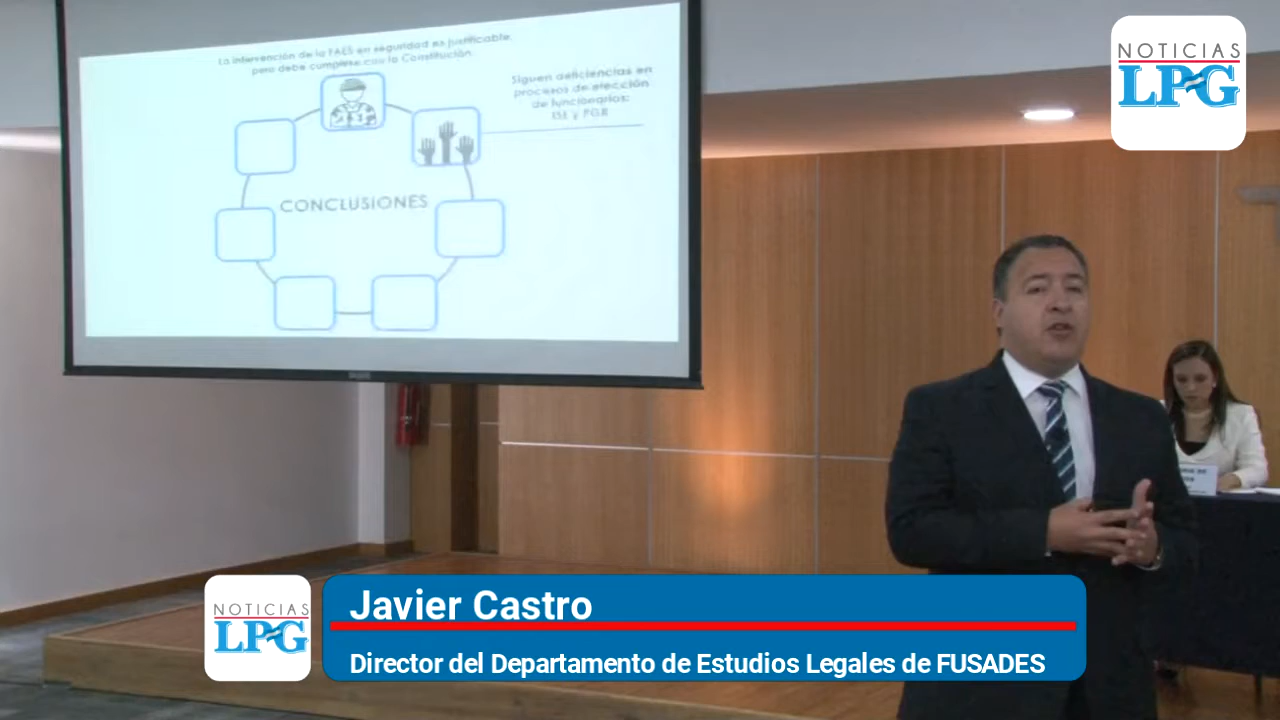 La intervención de la FAES en seguridad es justificable,
pero debe cumplirse con la Constitución.
Siguen deficiencias en
procesos de elección
de funcionarios:
TSE y PGR
CONCLUSIONES
NOTICIAS
LPG
NOTICIAS
LPG
Javier Castro
Director del Departamento de Estudios Legales de FUSADES